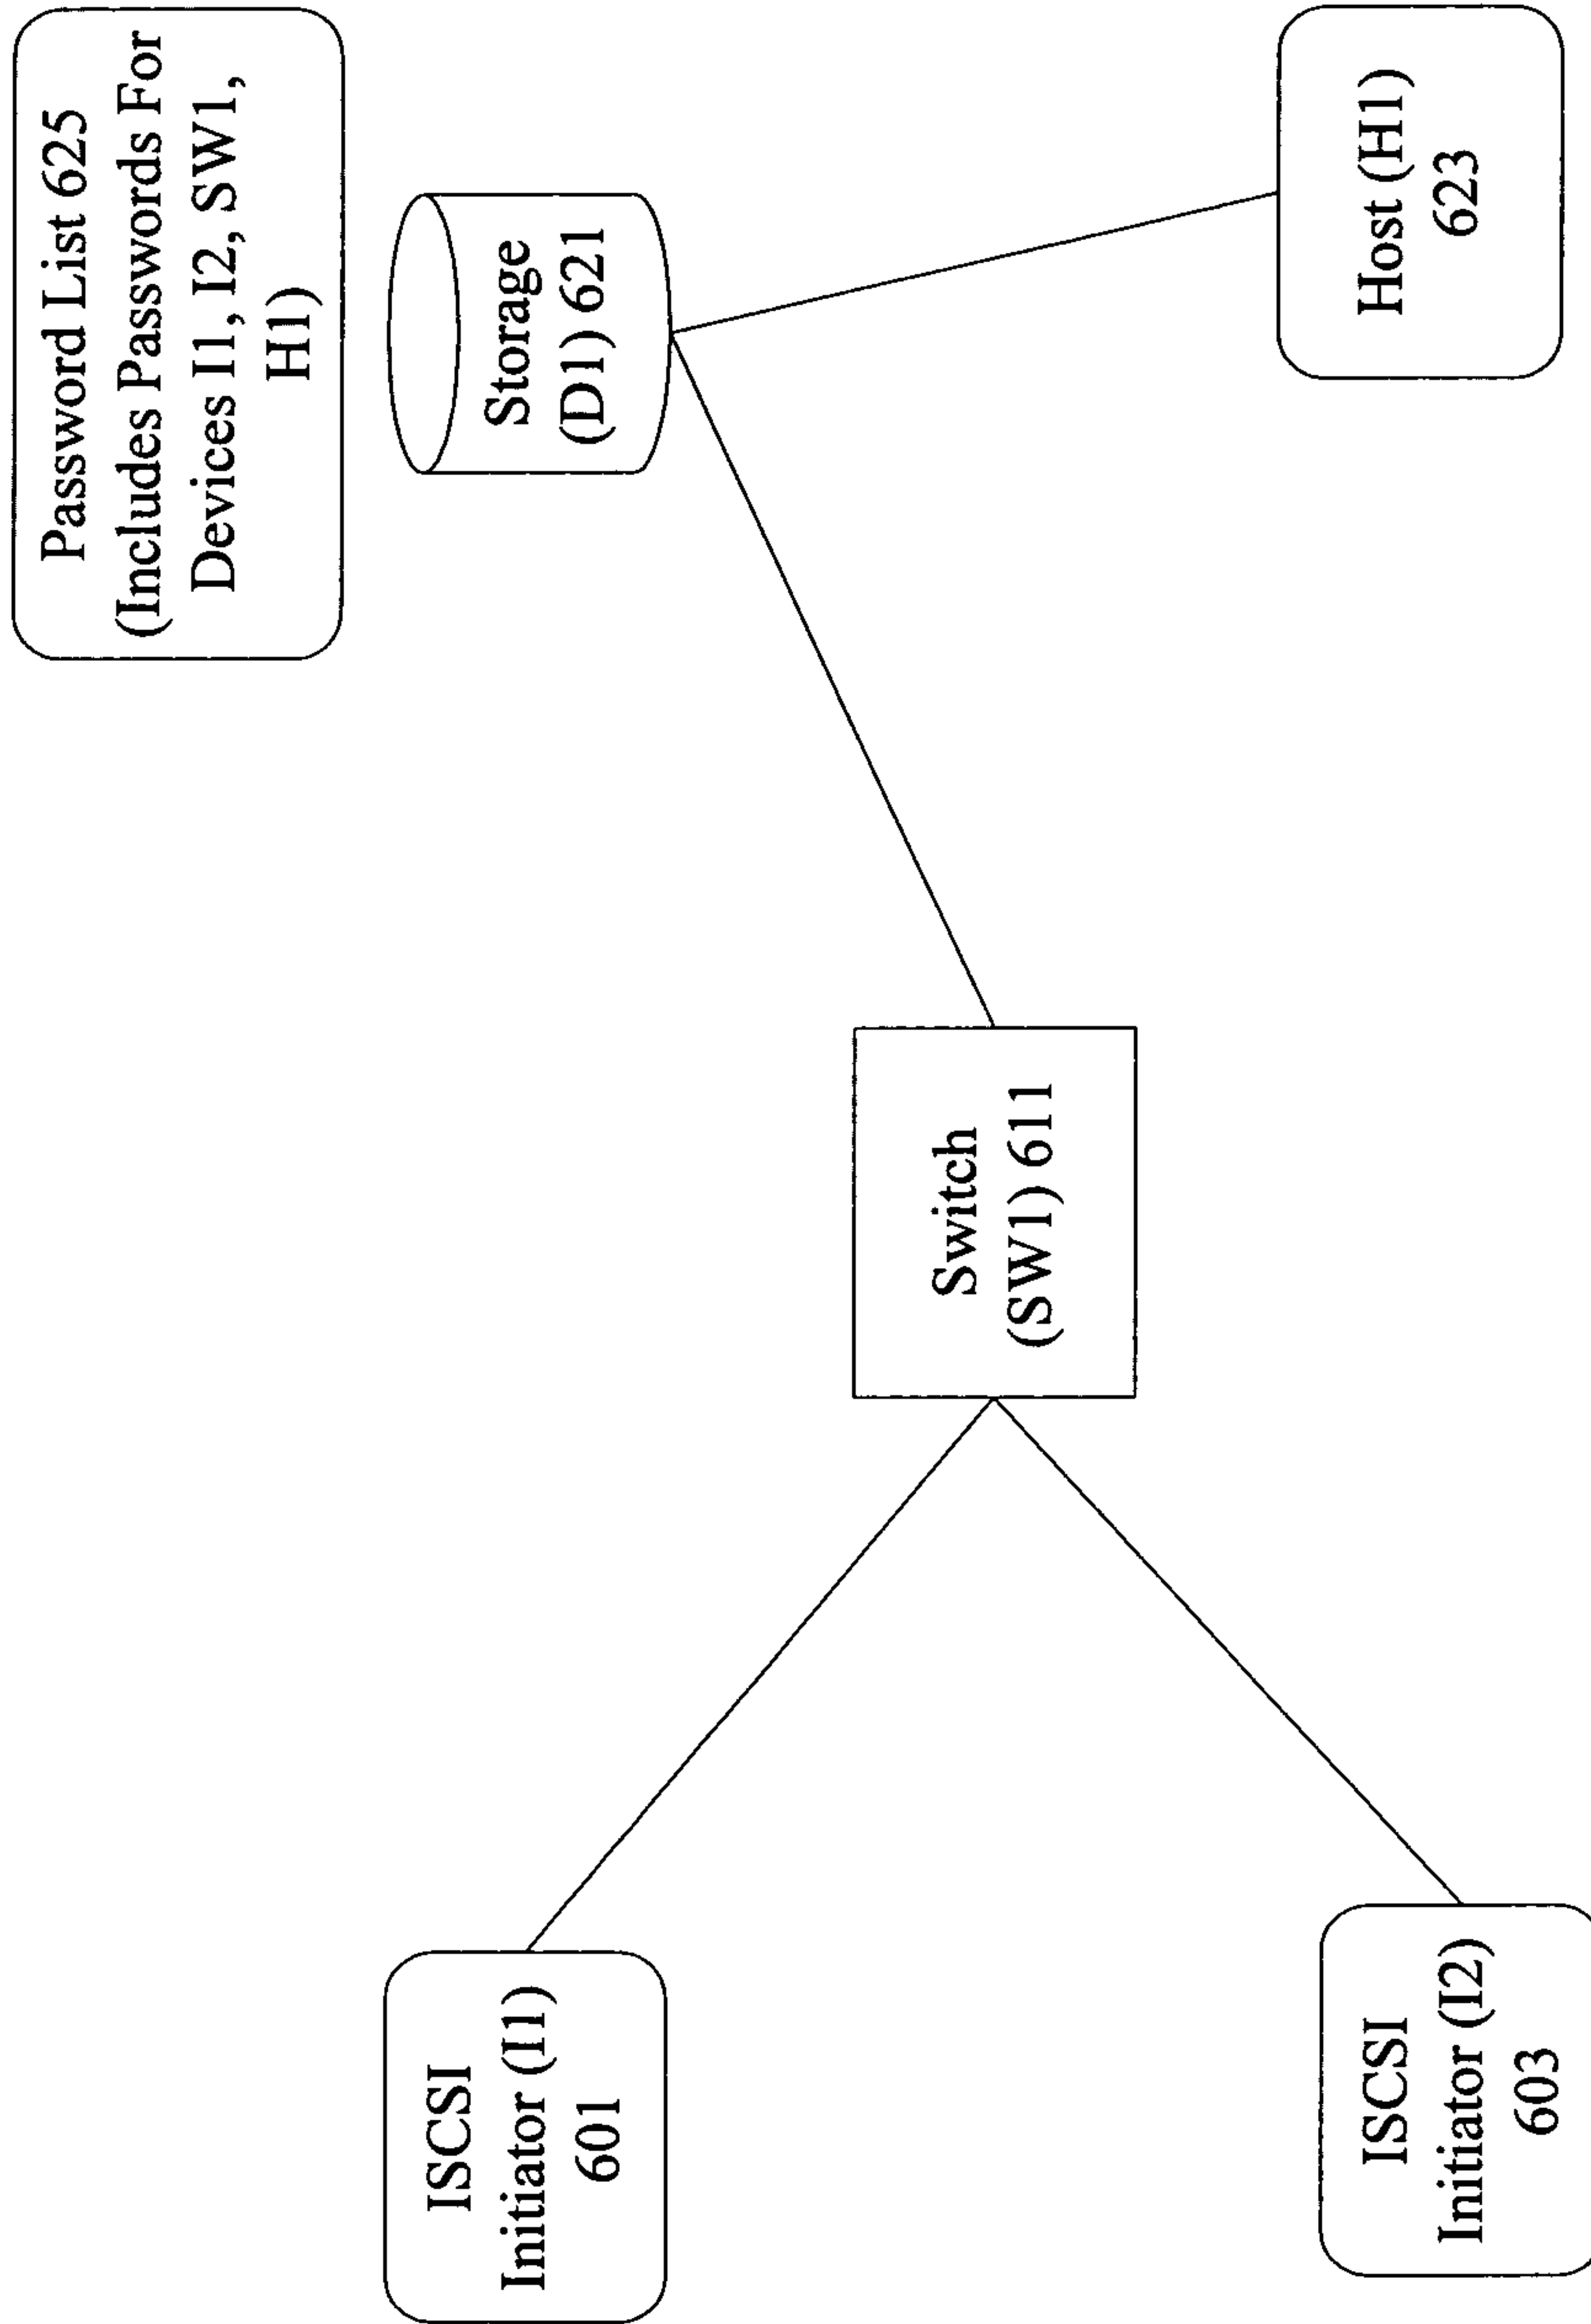 Password List 625
(Includes Passwords For
Devices I1, I2, SW1,
H1)
ISCSI
Initiator (I1)
601
Storage
(D1) 621
Switch
(SW1) 611
ISCSI
Initiator (I2)
603
Host (H1)
623